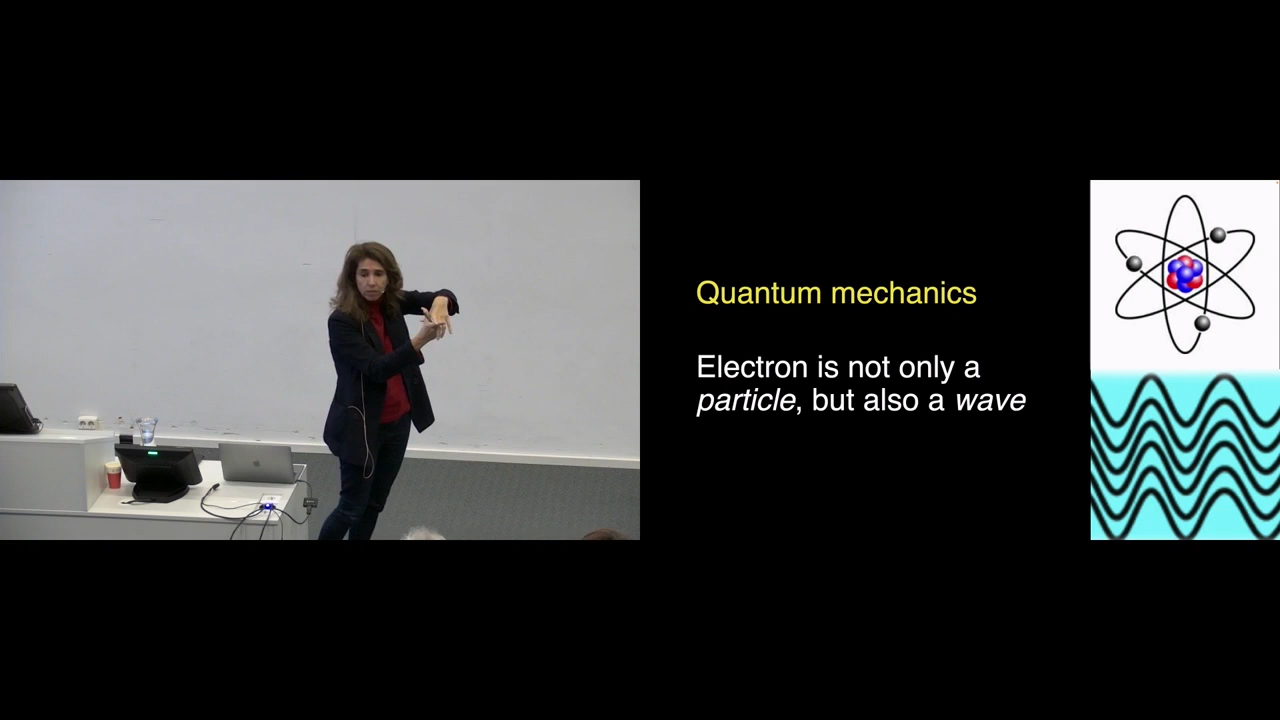 Quantum mechanics
Electron is not only a
particle, but also a wave